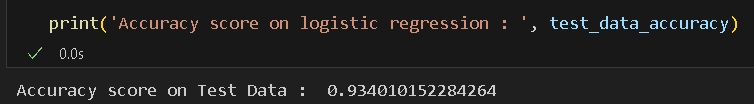 print('Accuracy score on logistic regression : ', test_data_accuracy)
0.0s
Accuracy score on Test Data :  0.934010152284264